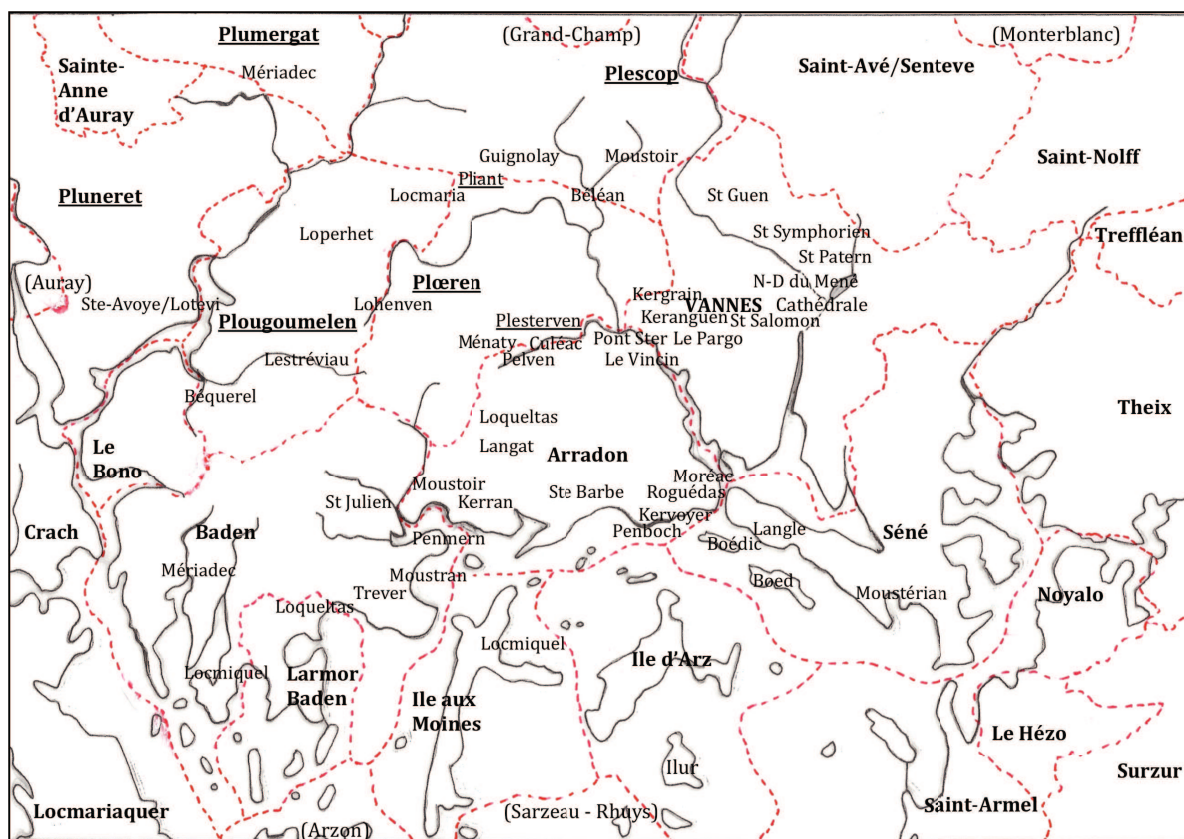 Plumergat
(Grand-Champ)
(Monterblanc)
Sainte-
Anne
d'Auray
Mériadec
Plescop
Saint-Avé/Senteve
Guignolay
Moustoir
Saint-Nolff
Pluneret
Pliant
Locmaria
Béléan
St Guen
Loperhet
St Symphorien
Treffléan
St Patern
(Auray)
Plœren
N-D du Mené
Ste-Avoye/Lotevi
Lohenven
Kergrain
VANNES
Cathédrale
Plougoumelen
Plesterven
Keranguen
St Salomon
Ménaty
Culéac
Pont Ster
Le Pargo
Lestréviau
Pelven
Le Vincin
Béquerel
Loqueltas
Theix
Le
Bono
Langat
Arradon
Moréac
Moustoir
St Julien
Kerran
Ste Barbe
Roguédas
Kervoyer
Crach
Baden
Penmern
Penboch
Langle
Séné
Boédic
Mériadec
Moustran
Bœd
Trever
Moustérian
Noyalo
Loqueltas
Locmiquel
Ile d'Arz
Locmiquel
Larmor
Baden
Ile aux
Moines
Le Hézo
Ilur
Surzur
Locmariaquer
(Arzon)
(Sarzeau - Rhuys)
Saint-Armel